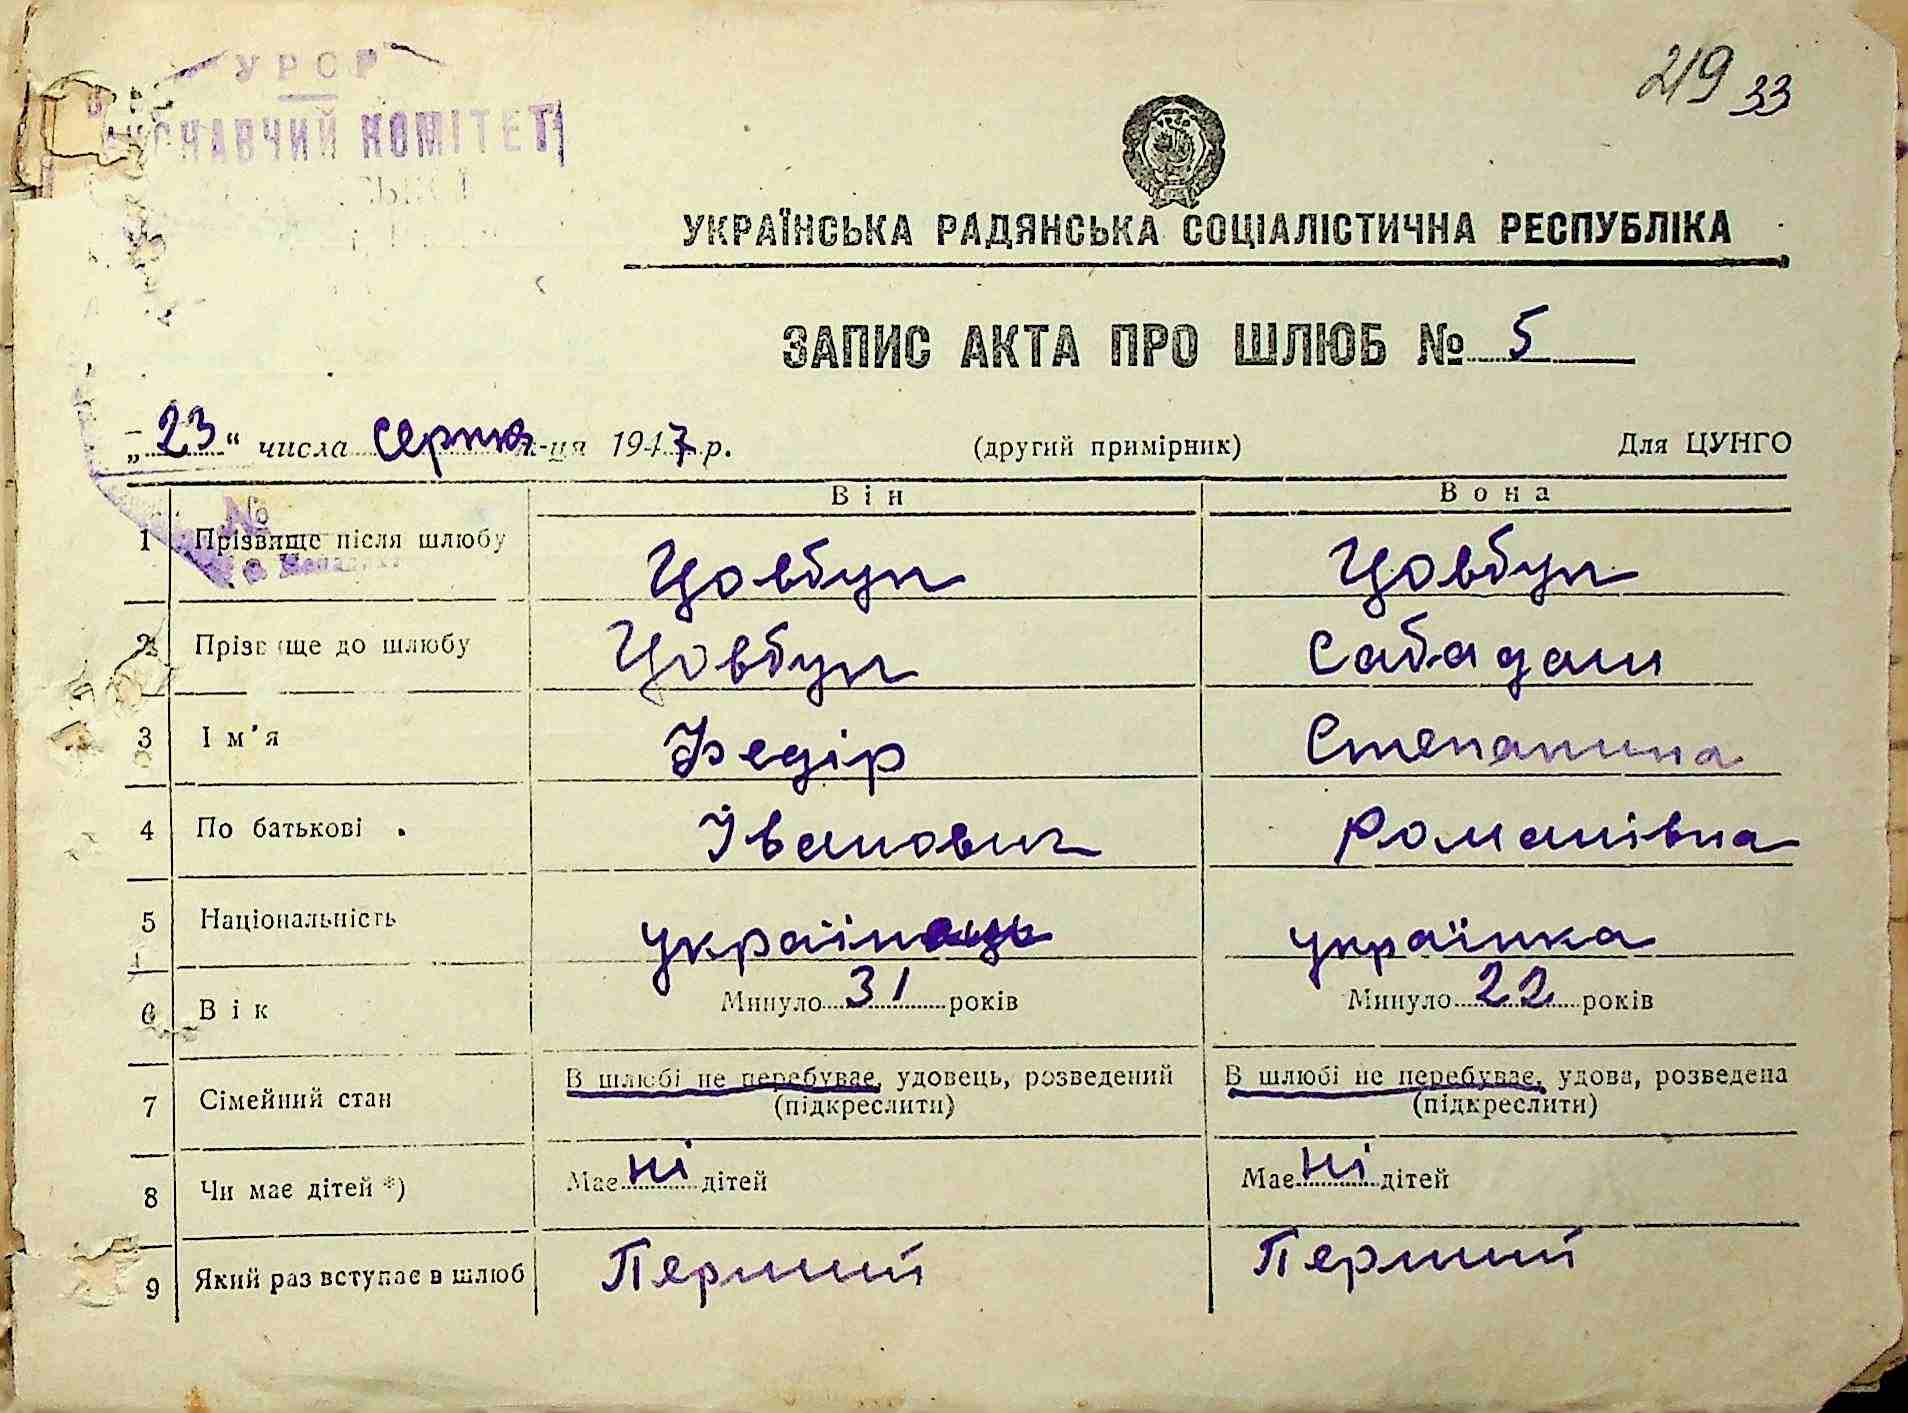 УРСР
219 33
КОМІТЕТ
УКРАЇНСЬКА РАДЯНСЬКА СОЦІАЛІСТИЧНА РЕСПУБЛІКА
ЗАПИС АКТА ПРО ШЛЮБ № 5
„23“ числа серпня м-ця 1947 р. (другий примірник) Для ЦУНГО
Він Вона
№
1 Прізвище після шлюбу Цовбун Цовбун
2 Прізвище до шлюбу Цовбун Сабадаш
3 Ім'я Федір Степанина
4 По батькові Іванович Романівна
5 Національність українець українка
6 Вік Минуло 31 років Минуло 22 років
7 Сімейний стан В шлюбі не перебуває, удовець, розведений В шлюбі не перебуває, удова, розведена
(підкреслити) (підкреслити)
8 Чи має дітей *) Має ні дітей Має ні дітей
9 Який раз вступає в шлюб Перший Перший